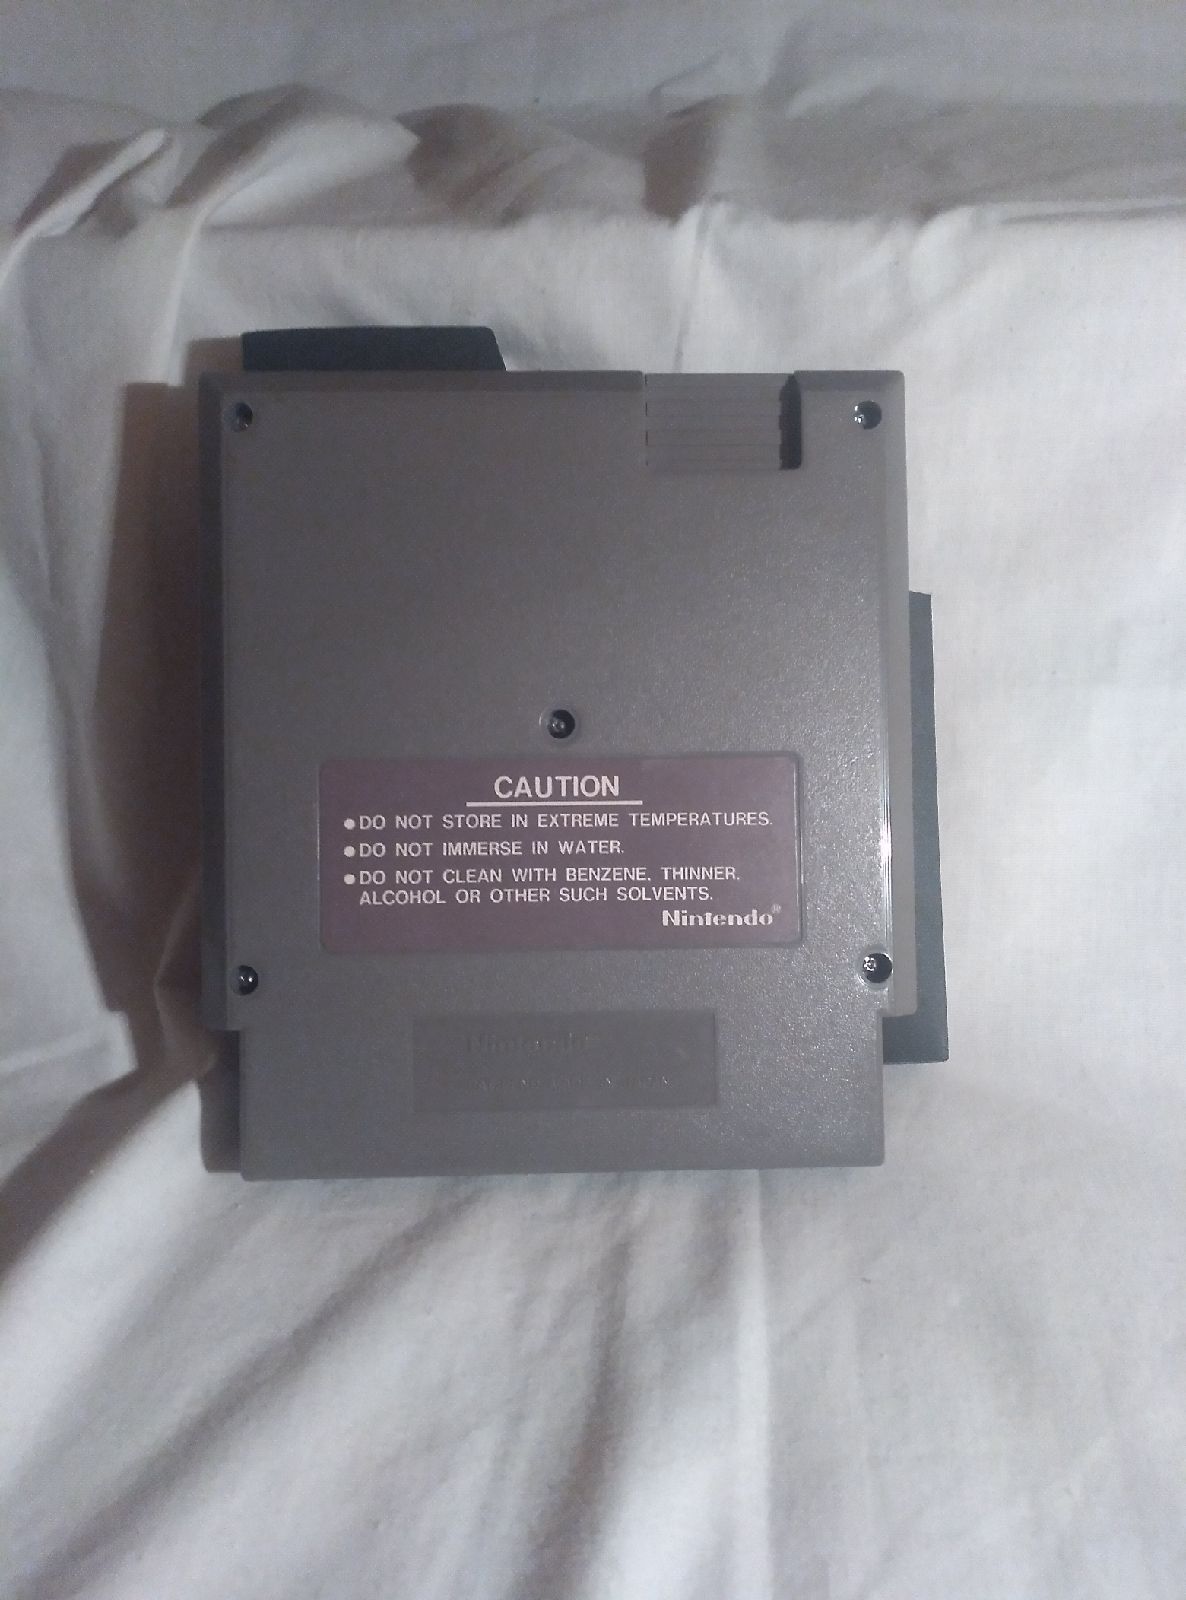 CAUTION
●DO NOT STORE IN EXTREME TEMPERATURES.
●DO NOT IMMERSE IN WATER.
●DO NOT CLEAN WITH BENZENE, THINNER,
ALCOHOL OR OTHER SUCH SOLVENTS.
Nintendo®
Nintendo